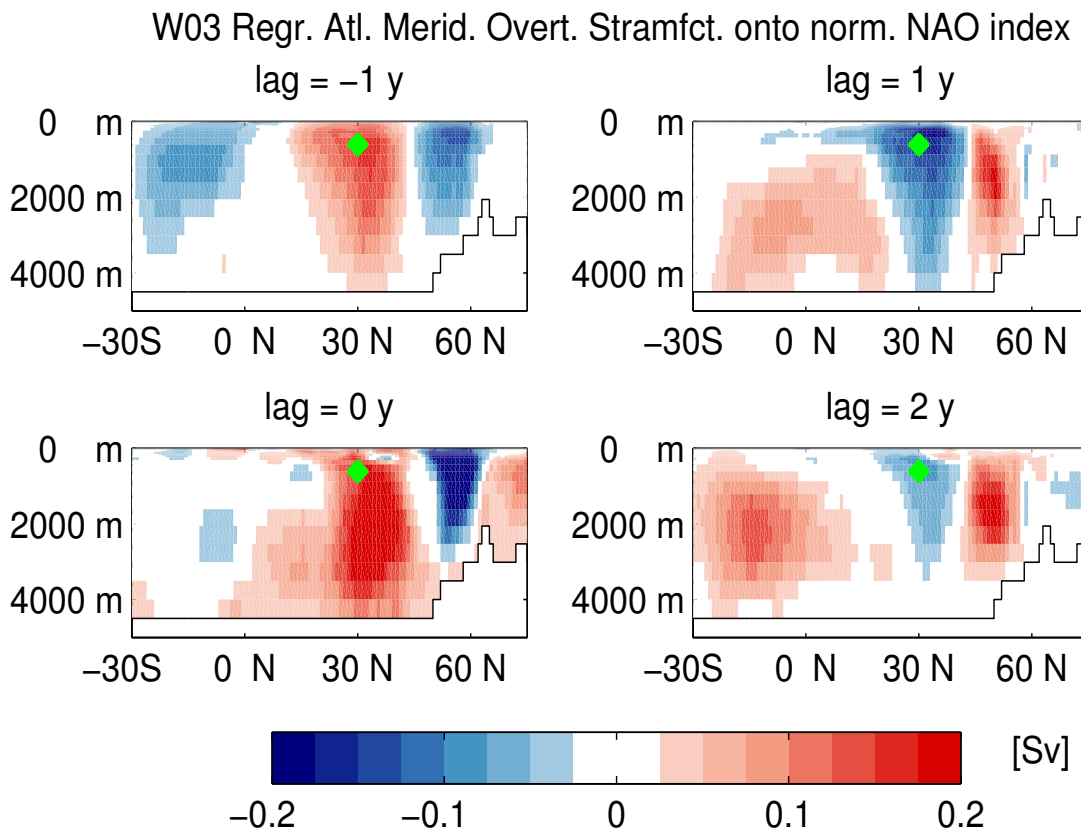 W03 Regr. Atl. Merid. Overt. Stramfct. onto norm. NAO index
lag = −1 y
0 m
2000 m
4000 m
−30S 0 N 30 N 60 N
lag = 1 y
0 m
2000 m
4000 m
−30S 0 N 30 N 60 N
lag = 0 y
0 m
2000 m
4000 m
−30S 0 N 30 N 60 N
lag = 2 y
0 m
2000 m
4000 m
−30S 0 N 30 N 60 N
[Sv]
−0.2 −0.1 0 0.1 0.2